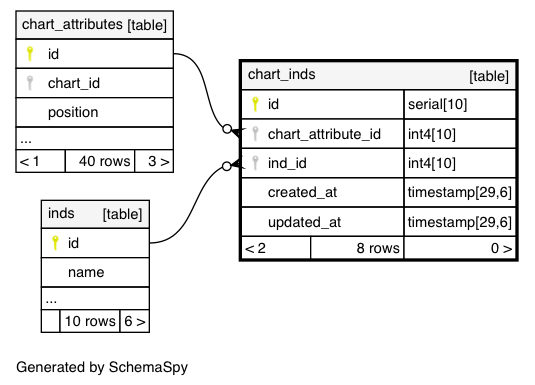 chart_attributes [table]
id
chart_id
position
...
< 1 40 rows 3 >
chart_inds [table]
id serial[10]
chart_attribute_id int4[10]
ind_id int4[10]
created_at timestamp[29,6]
updated_at timestamp[29,6]
< 2 8 rows 0 >
inds [table]
id
name
...
10 rows 6 >
Generated by SchemaSpy